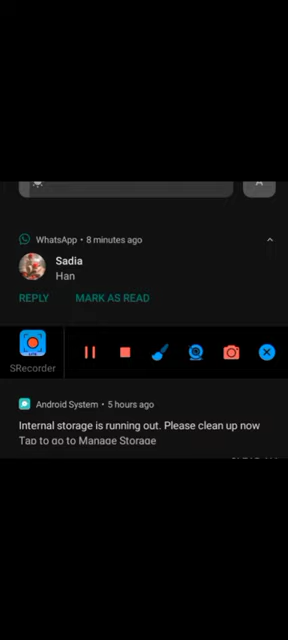 WhatsApp • 8 minutes ago
Sadia
Han
REPLY MARK AS READ
SRecorder
Android System • 5 hours ago
Internal storage is running out. Please clean up now
Tap to go to Manage Storage